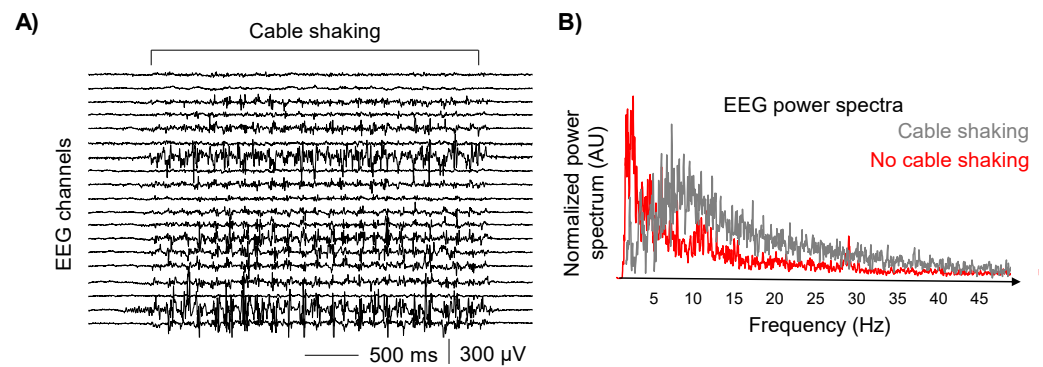 A)
Cable shaking
EEG channels
500 ms
300 µV
B)
EEG power spectra
Cable shaking
No cable shaking
Normalized power
spectrum (AU)
5 10 15 20 25 30 35 40 45
Frequency (Hz)